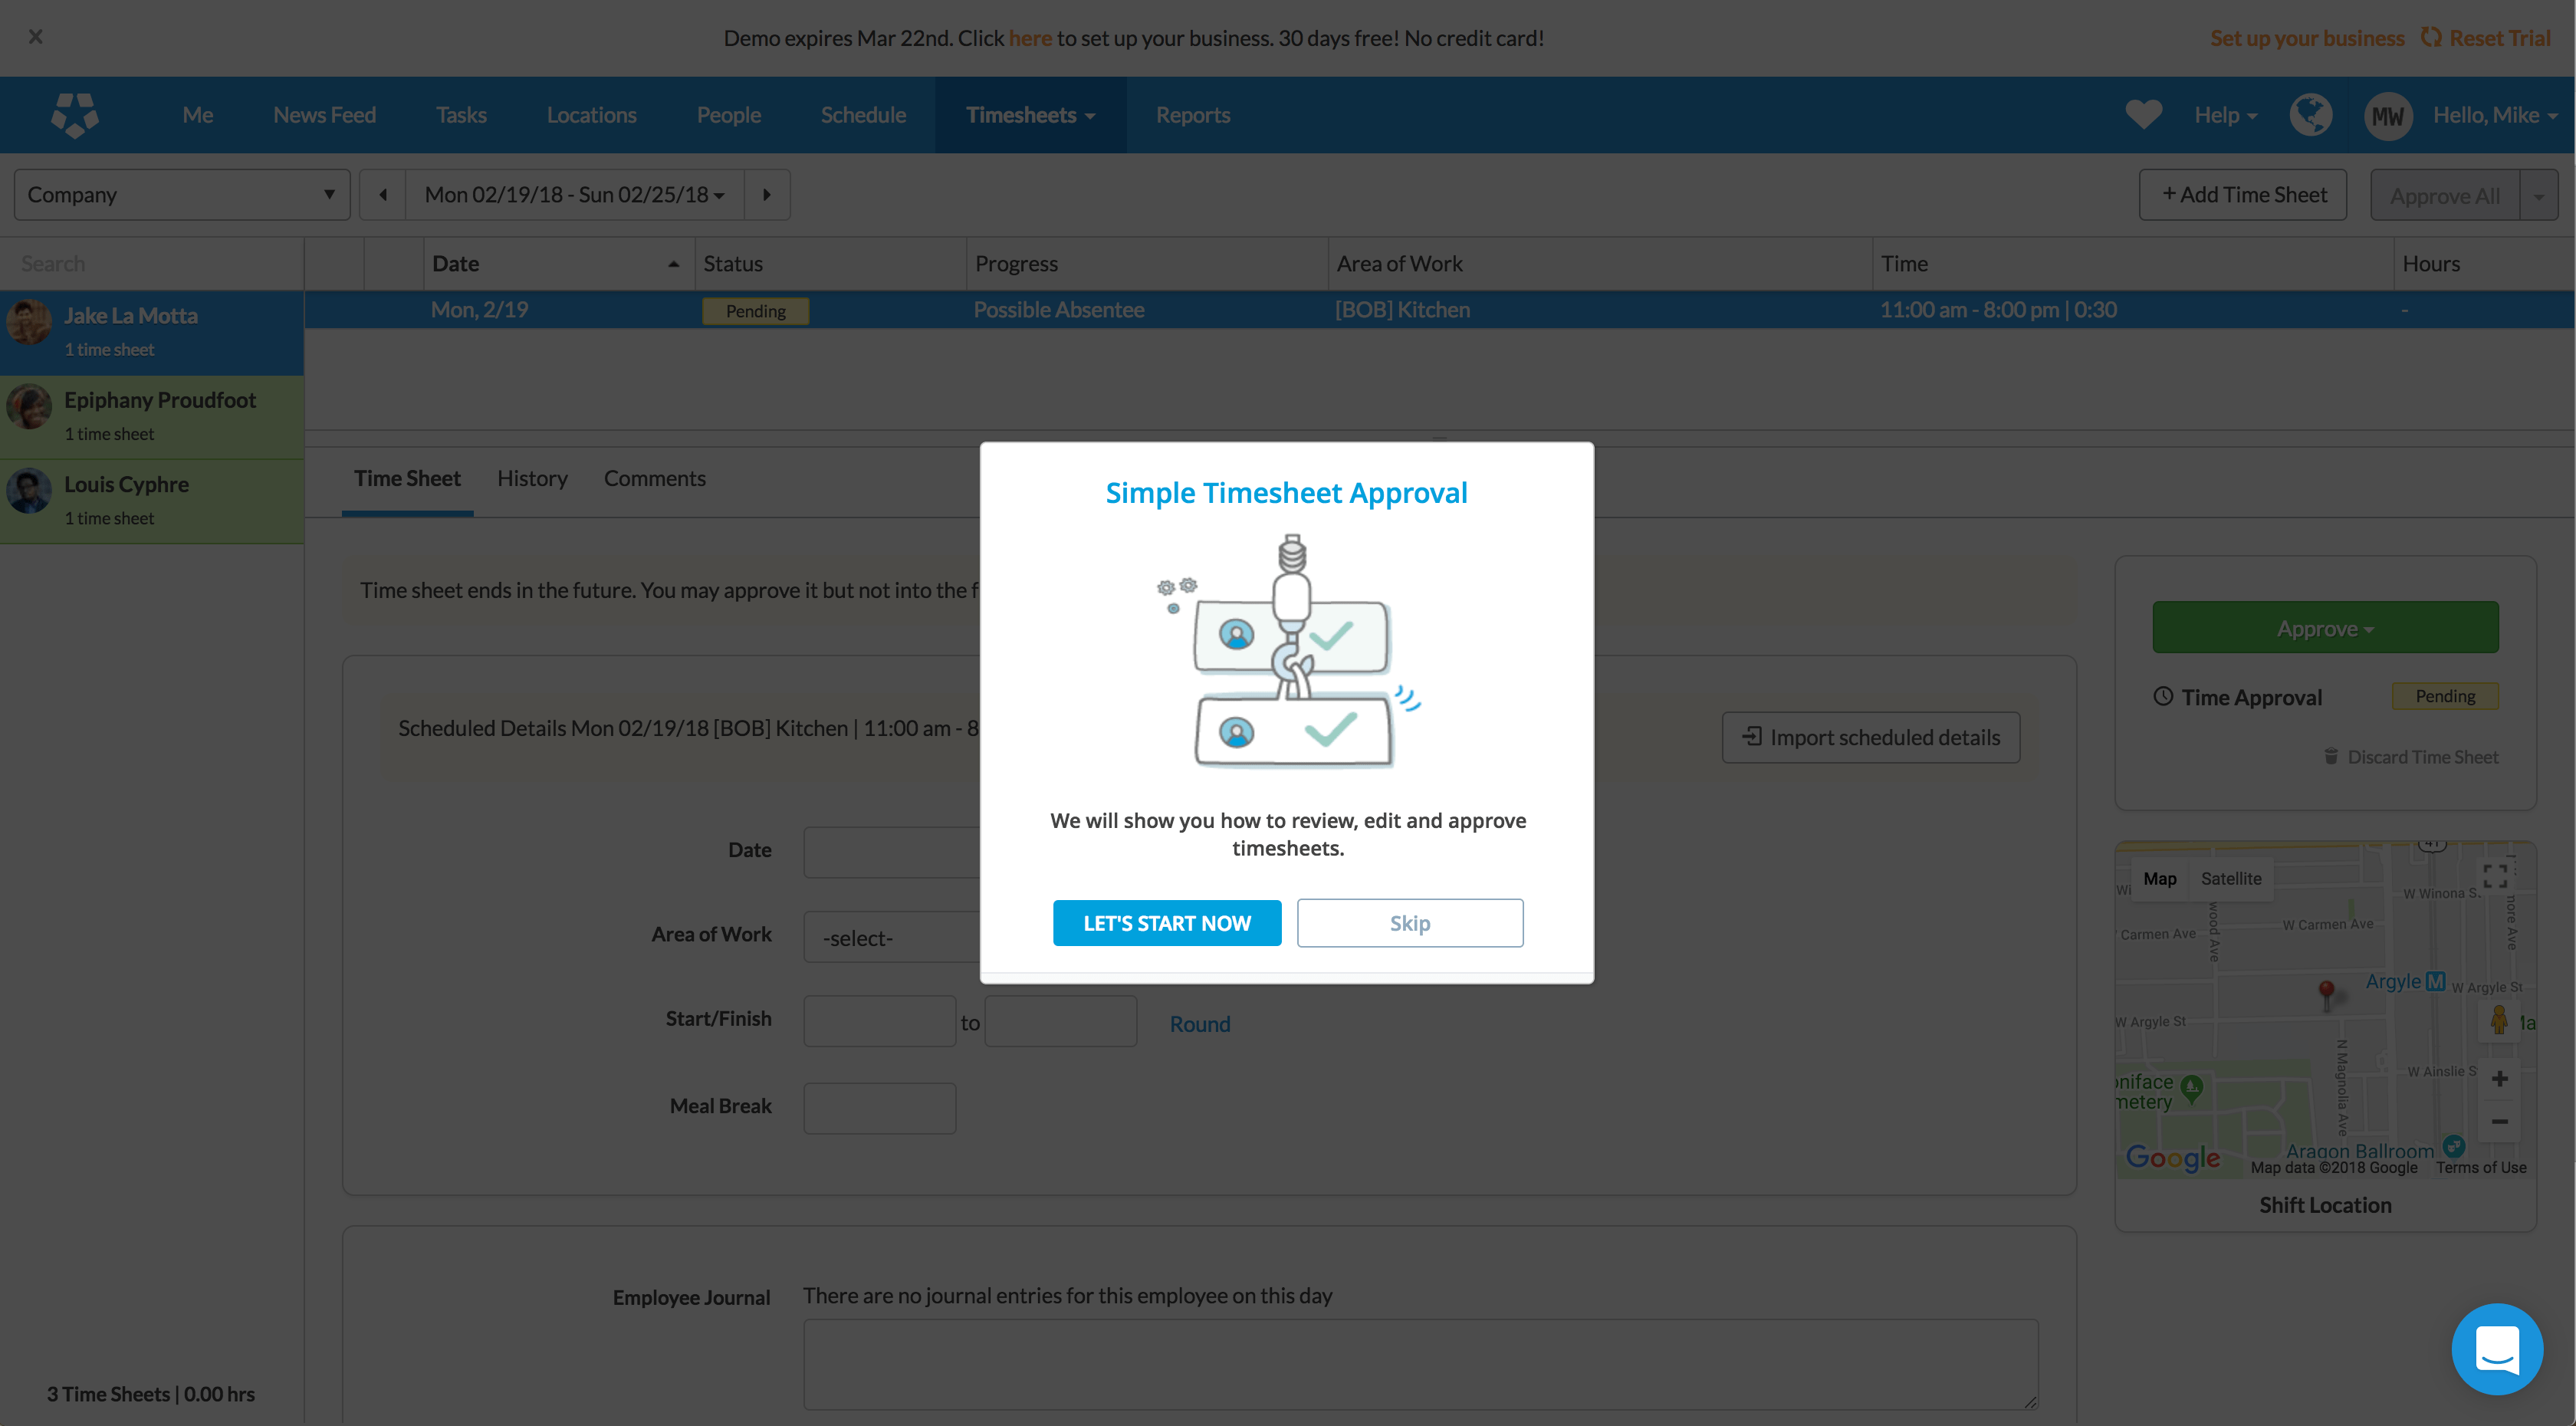 Demo expires Mar 22nd. Click here to set up your business. 30 days free! No credit card!
Set up your business Reset Trial
Me News Feed Tasks Locations People Schedule Timesheets Reports Help MW Hello, Mike
Company Mon 02/19/18 - Sun 02/25/18 + Add Time Sheet Approve All
Search Date Status Progress Area of Work Time Hours
Mon, 2/19 Pending Possible Absentee [BOB] Kitchen 11:00 am - 8:00 pm | 0:30 -
Jake La Motta
1 time sheet
Epiphany Proudfoot
1 time sheet
Louis Cyphre
1 time sheet
3 Time Sheets | 0.00 hrs
Time Sheet History Comments
Time sheet ends in the future. You may approve it but not into the f
Scheduled Details Mon 02/19/18 [BOB] Kitchen | 11:00 am - 8
Import scheduled details
Date
Area of Work -select-
Start/Finish to Round
Meal Break
Employee Journal There are no journal entries for this employee on this day
Simple Timesheet Approval
We will show you how to review, edit and approve
timesheets.
LET'S START NOW Skip
Approve
Time Approval Pending
Discard Time Sheet
Map Satellite
41
W Winona S
W Carmen Ave
Carmen Ave
wood Ave
more Ave
Argyle M W Argyle St
W Argyle St
Ma
N Magnolia Ave
W Ainslie S
oniface
metery
Aragon Ballroom
Google Map data ©2018 Google Terms of Use
Shift Location